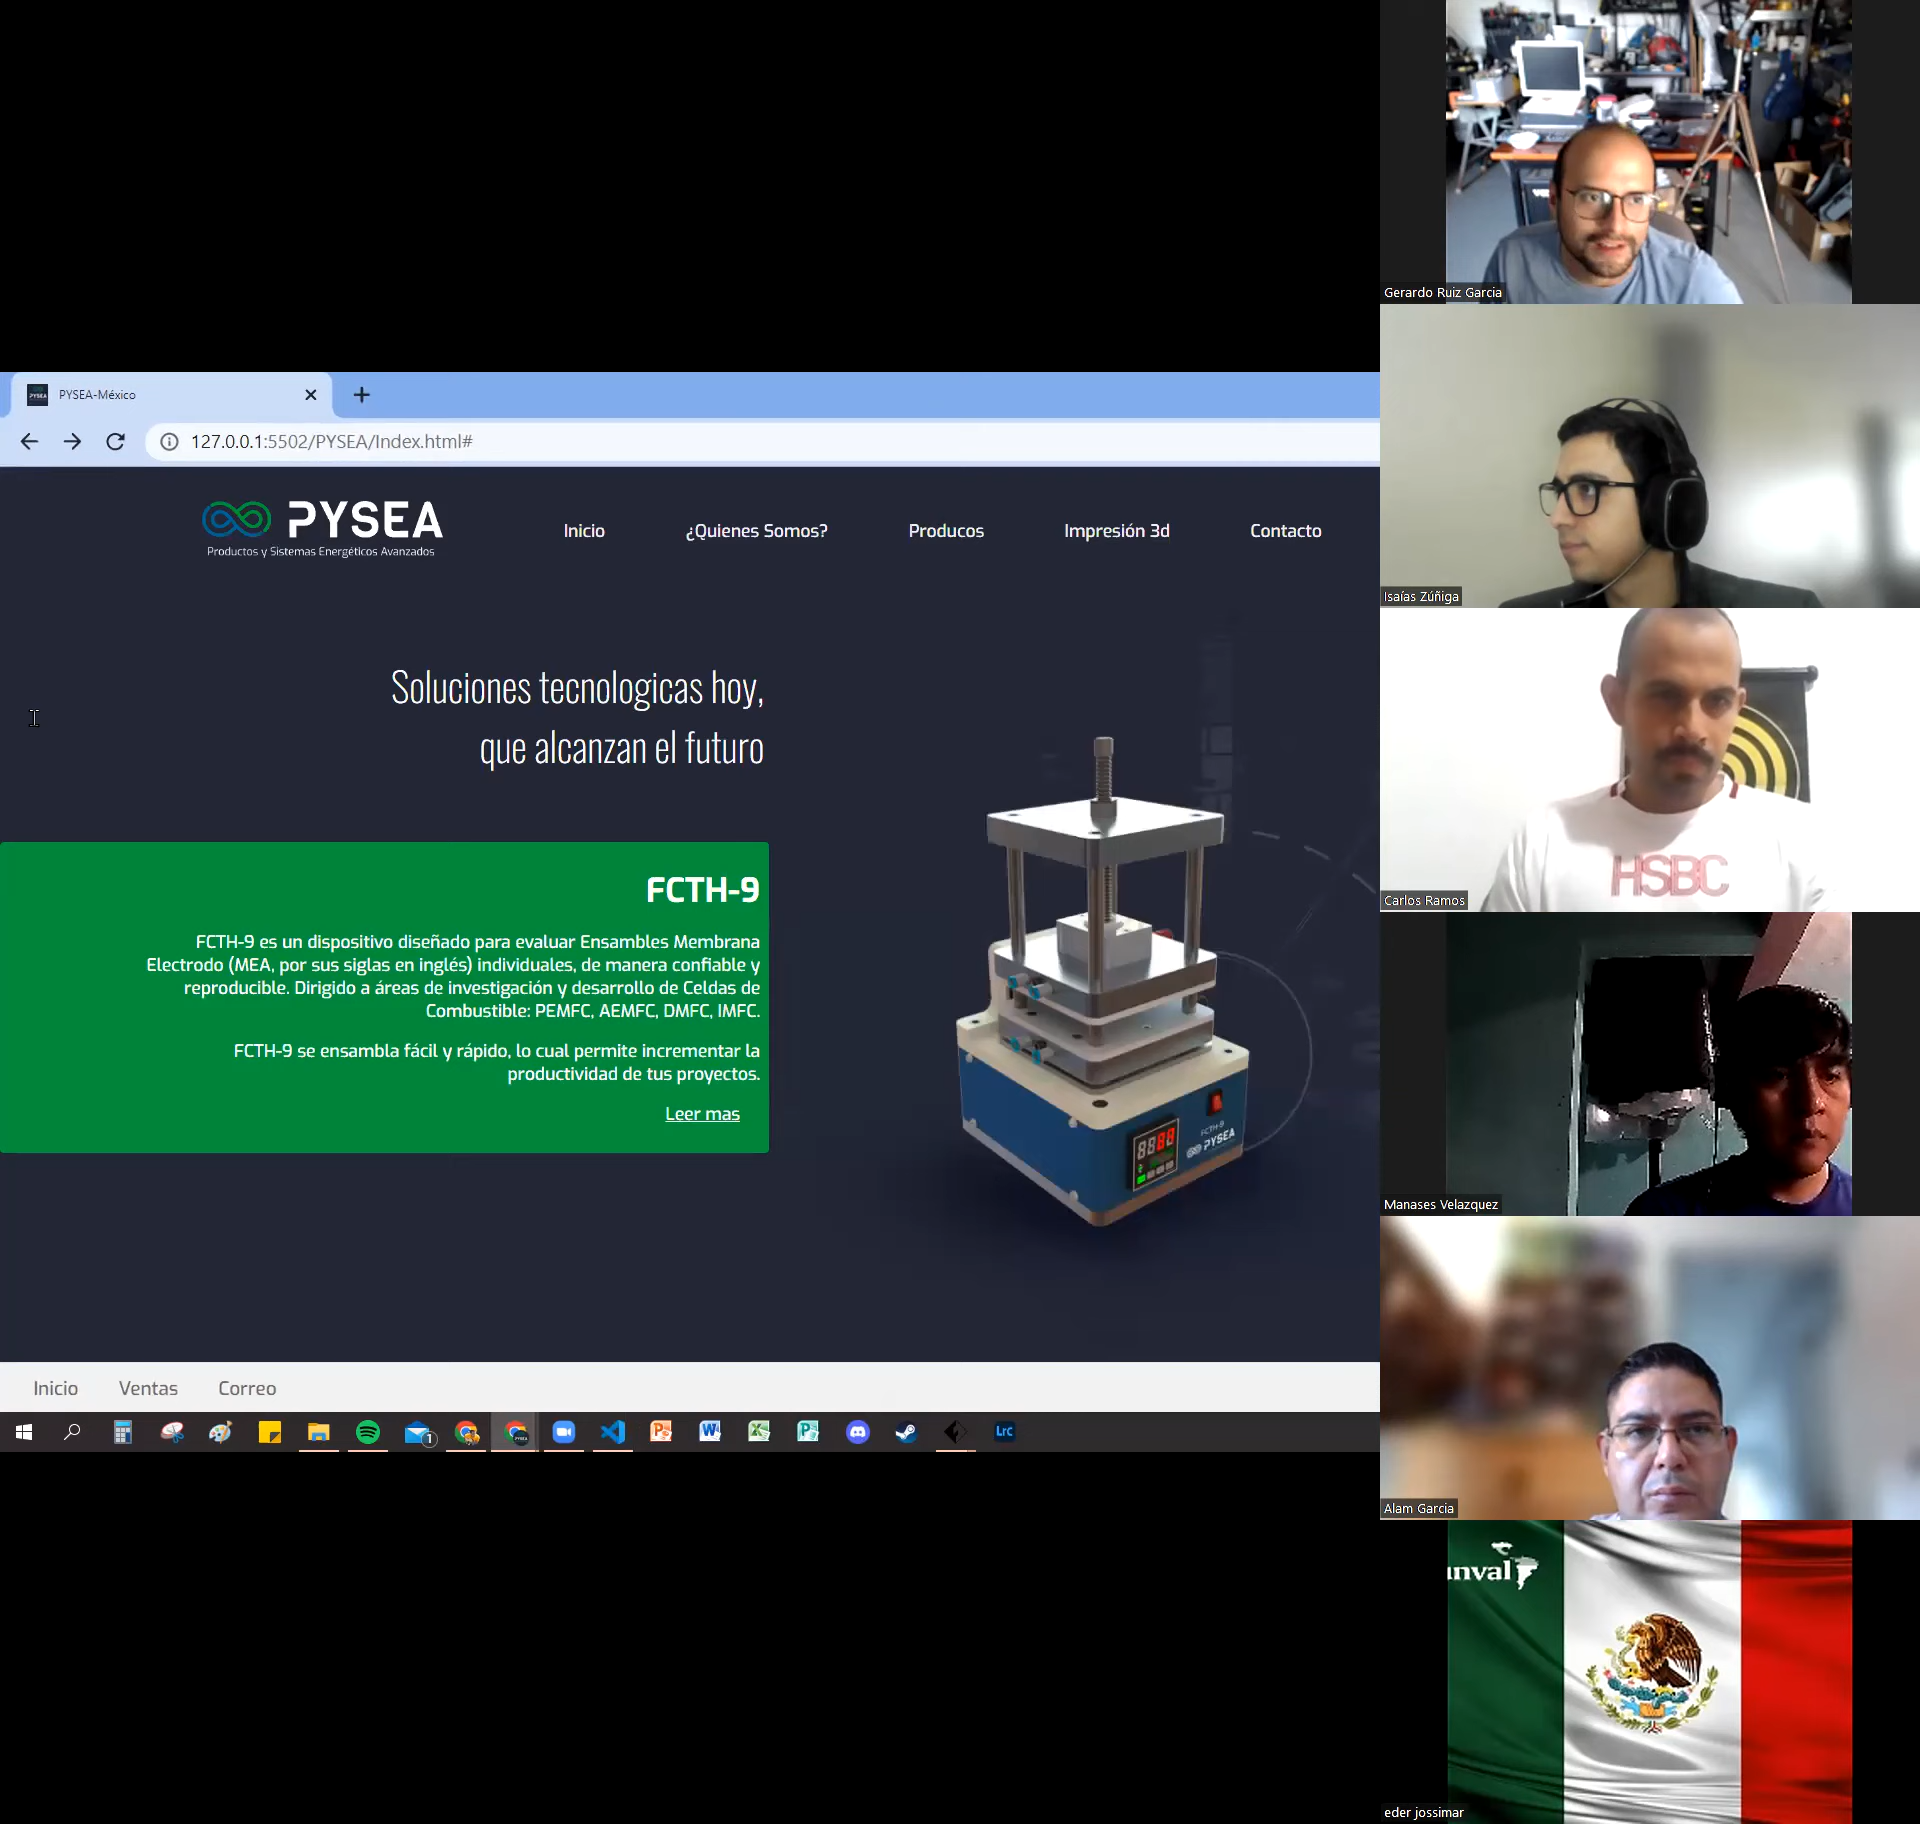 PYSEA-México
127.0.0.1:5502/PYSEA/Index.html#
PYSEA
Productos y Sistemas Energéticos Avanzados
Inicio
¿Quienes Somos?
Producos
Impresión 3d
Contacto
Soluciones tecnologicas hoy,
que alcanzan el futuro
FCTH-9
FCTH-9 es un dispositivo diseñado para evaluar Ensambles Membrana
Electrodo (MEA, por sus siglas en inglés) individuales, de manera confiable y
reproducible. Dirigido a áreas de investigación y desarrollo de Celdas de
Combustible: PEMFC, AEMFC, DMFC, IMFC.
FCTH-9 se ensambla fácil y rápido, lo cual permite incrementar la
productividad de tus proyectos.
Leer mas
8888
FCTH-9
PYSEA
Inicio
Ventas
Correo
1
LrC
Gerardo Ruiz Garcia
Isaías Zúñiga
HSBC
Carlos Ramos
Manases Velazquez
Alam Garcia
unval
eder jossimar